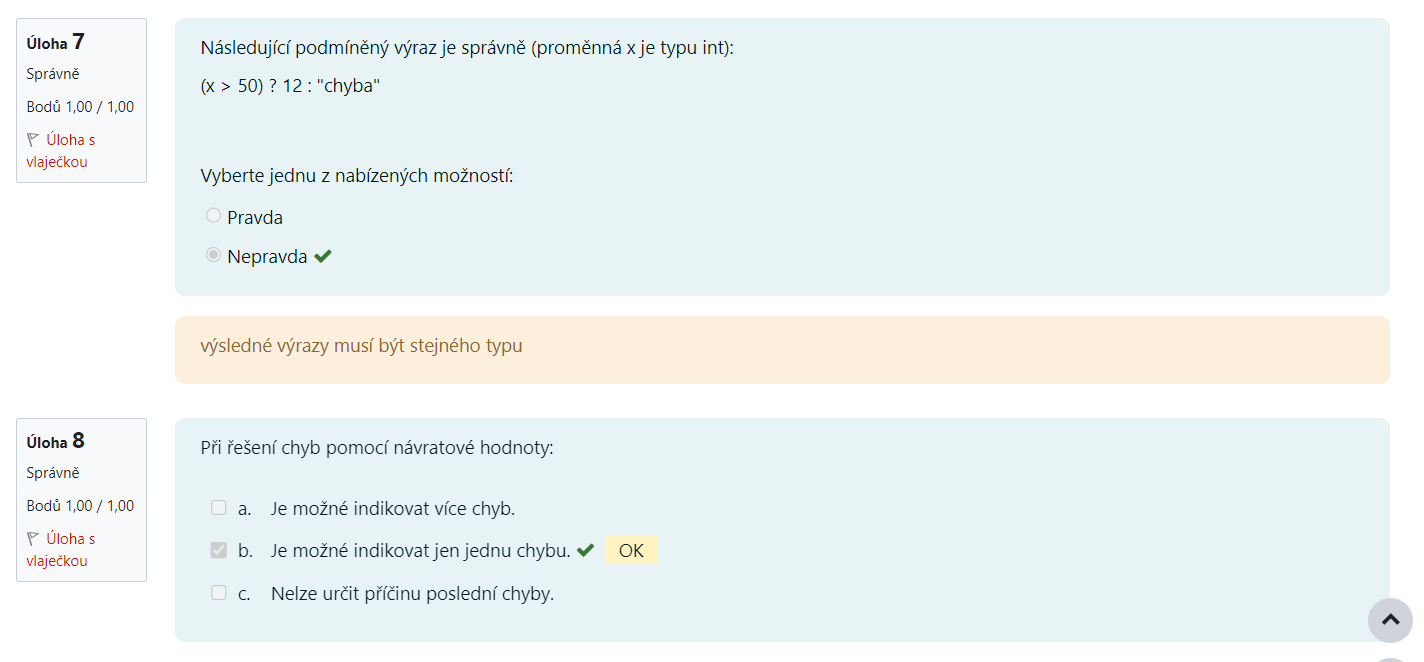 Úloha 7
Správně
Bodů 1,00 / 1,00
Úloha s
vlaječkou
Následující podmíněný výraz je správně (proměnná x je typu int):
(x > 50) ? 12 : "chyba"
Vyberte jednu z nabízených možností:
Pravda
Nepravda
výsledné výrazy musí být stejného typu
Úloha 8
Správně
Bodů 1,00 / 1,00
Úloha s
vlaječkou
Při řešení chyb pomocí návratové hodnoty:
a. Je možné indikovat více chyb.
b. Je možné indikovat jen jednu chybu. OK
c. Nelze určit příčinu poslední chyby.